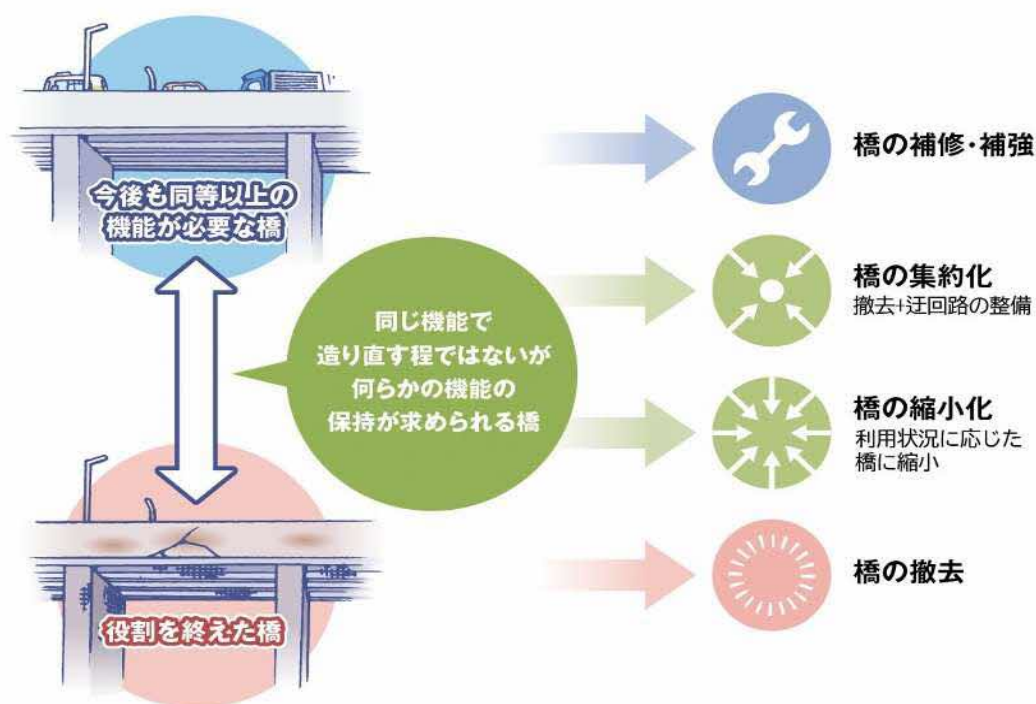 今後も同等以上の
機能が必要な橋
同じ機能で
造り直す程ではないが
何らかの機能の
保持が求められる橋
役割を終えた橋
橋の補修･補強
橋の集約化
撤去+迂回路の整備
橋の縮小化
利用状況に応じた
橋に縮小
橋の撤去